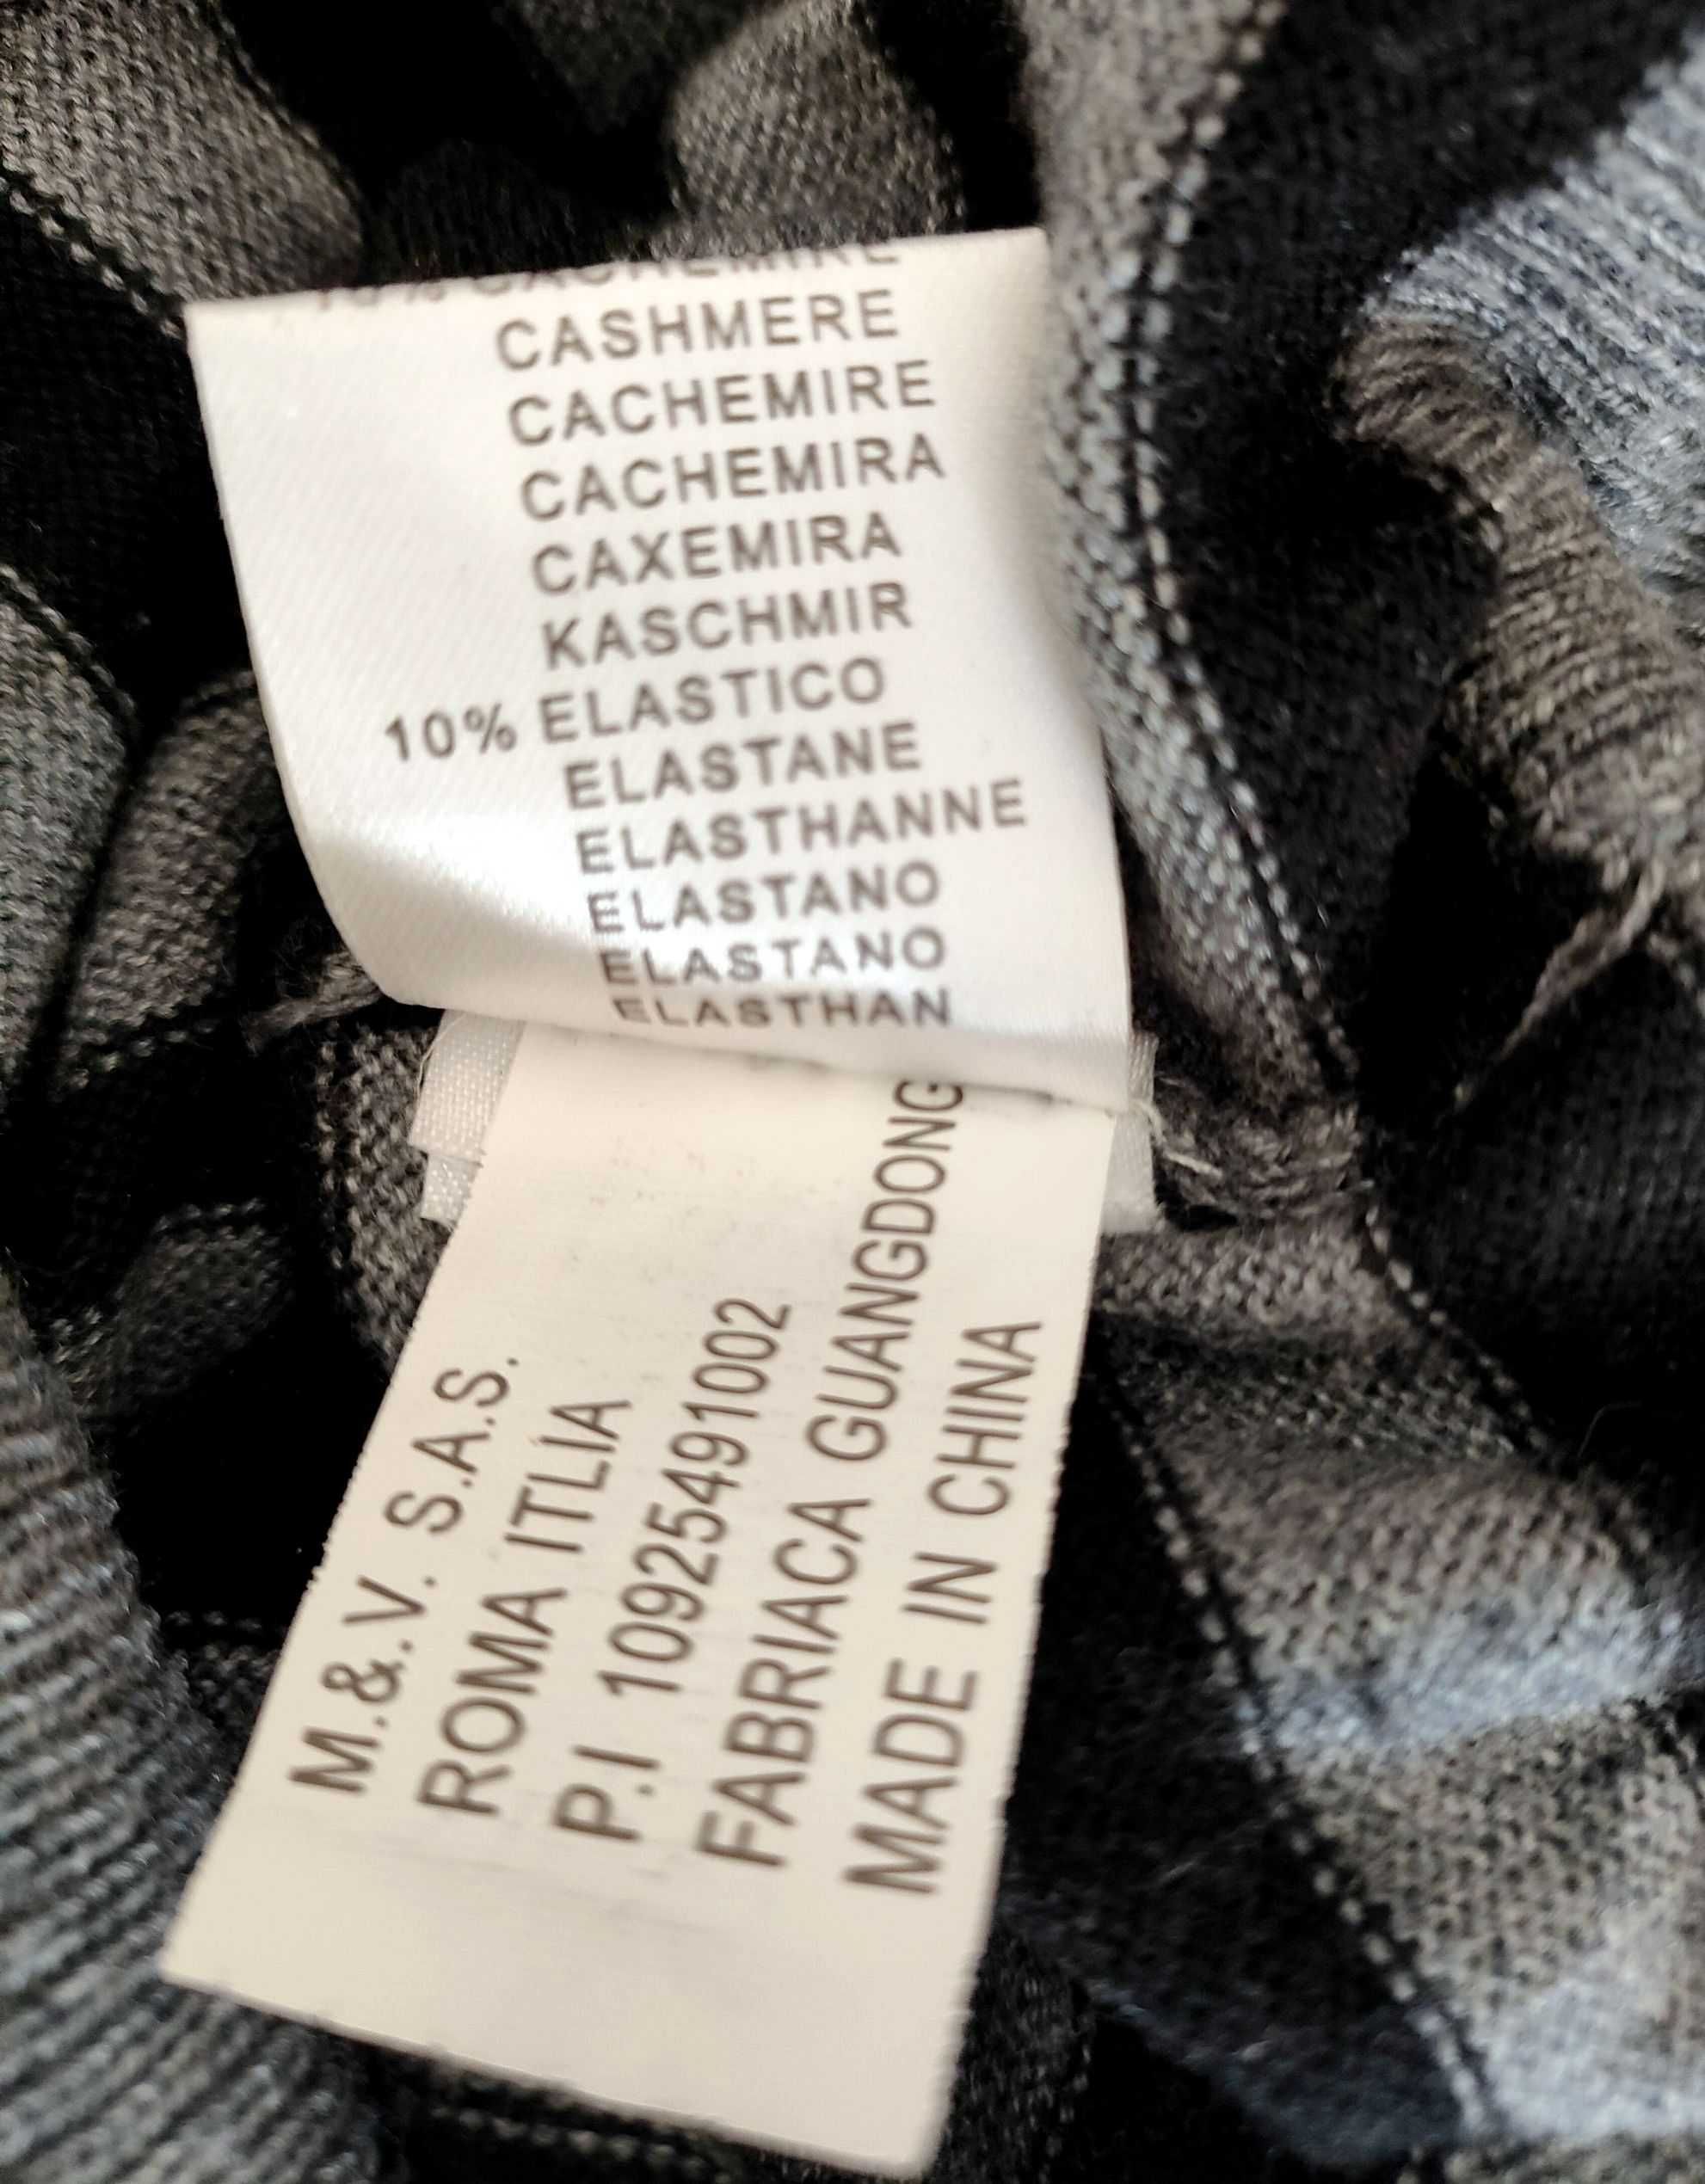 CACHEMIRE
CASHMERE
CACHEMIRE
CACHEMIRA
CAXEMIRA
KASCHMIR
10% ELASTICO
ELASTANE
ELASTHANNE
ELASTANO
ELASTANO
ELASTHAN
M.&.V. S.A.S.
ROMA ITLIA
P.I 10925491002
FABRIACA GUANGDONG
MADE IN CHINA